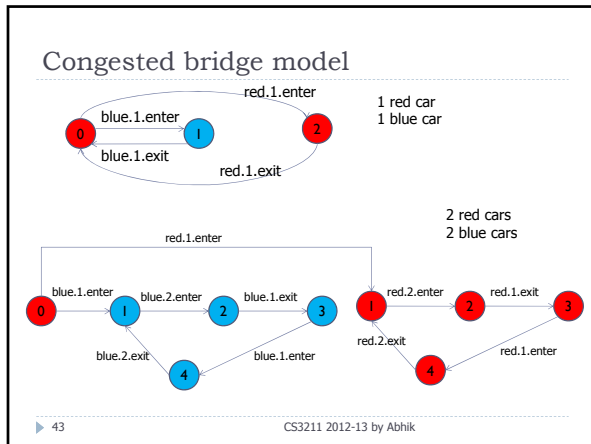 Congested bridge model
red.1.enter
1 red car
1 blue car
blue.1.enter
0
1
2
blue.1.exit
red.1.exit
2 red cars
2 blue cars
red.1.enter
blue.1.enter
blue.2.enter
blue.1.exit
red.2.enter
red.1.exit
0
1
2
3
1
2
3
blue.2.exit
blue.1.enter
red.2.exit
red.1.enter
4
4
43
CS3211 2012-13 by Abhik